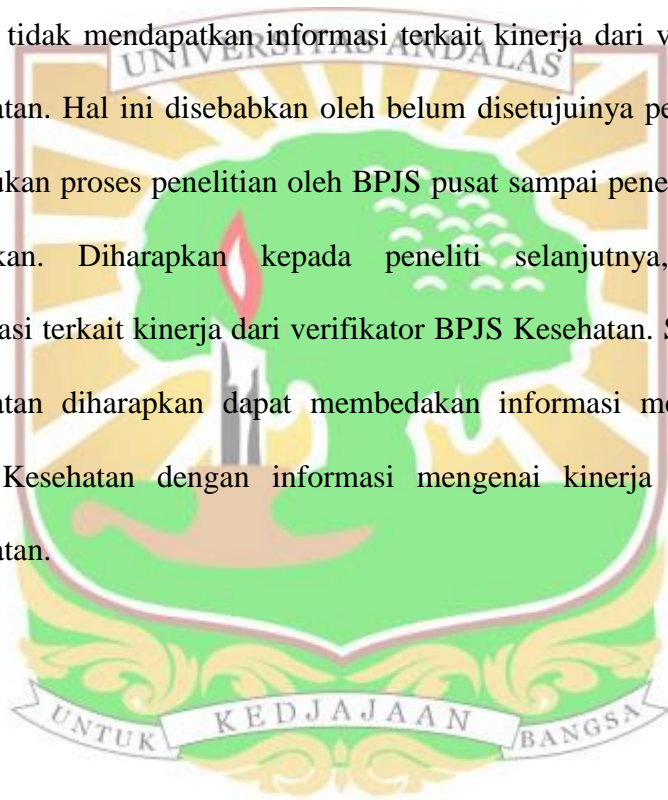 tidak mendapatkan informasi terkait kinerja dari v
UNIVERSITAS ANDALAS
atan. Hal ini disebabkan oleh belum disetujuinya pe
ukan proses penelitian oleh BPJS pusat sampai pene
kan. Diharapkan kepada peneliti selanjutnya,
asi terkait kinerja dari verifikator BPJS Kesehatan. S
atan diharapkan dapat membedakan informasi me
Kesehatan dengan informasi mengenai kinerja
atan.
UNTUK KEDJAJAAN BANGSA